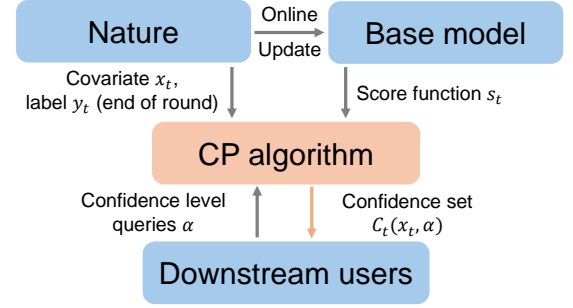 Nature
Online
Update
Base model
Covariate x_t,
label y_t (end of round)
Score function s_t
CP algorithm
Confidence level
queries α
Confidence set
C_t(x_t, α)
Downstream users